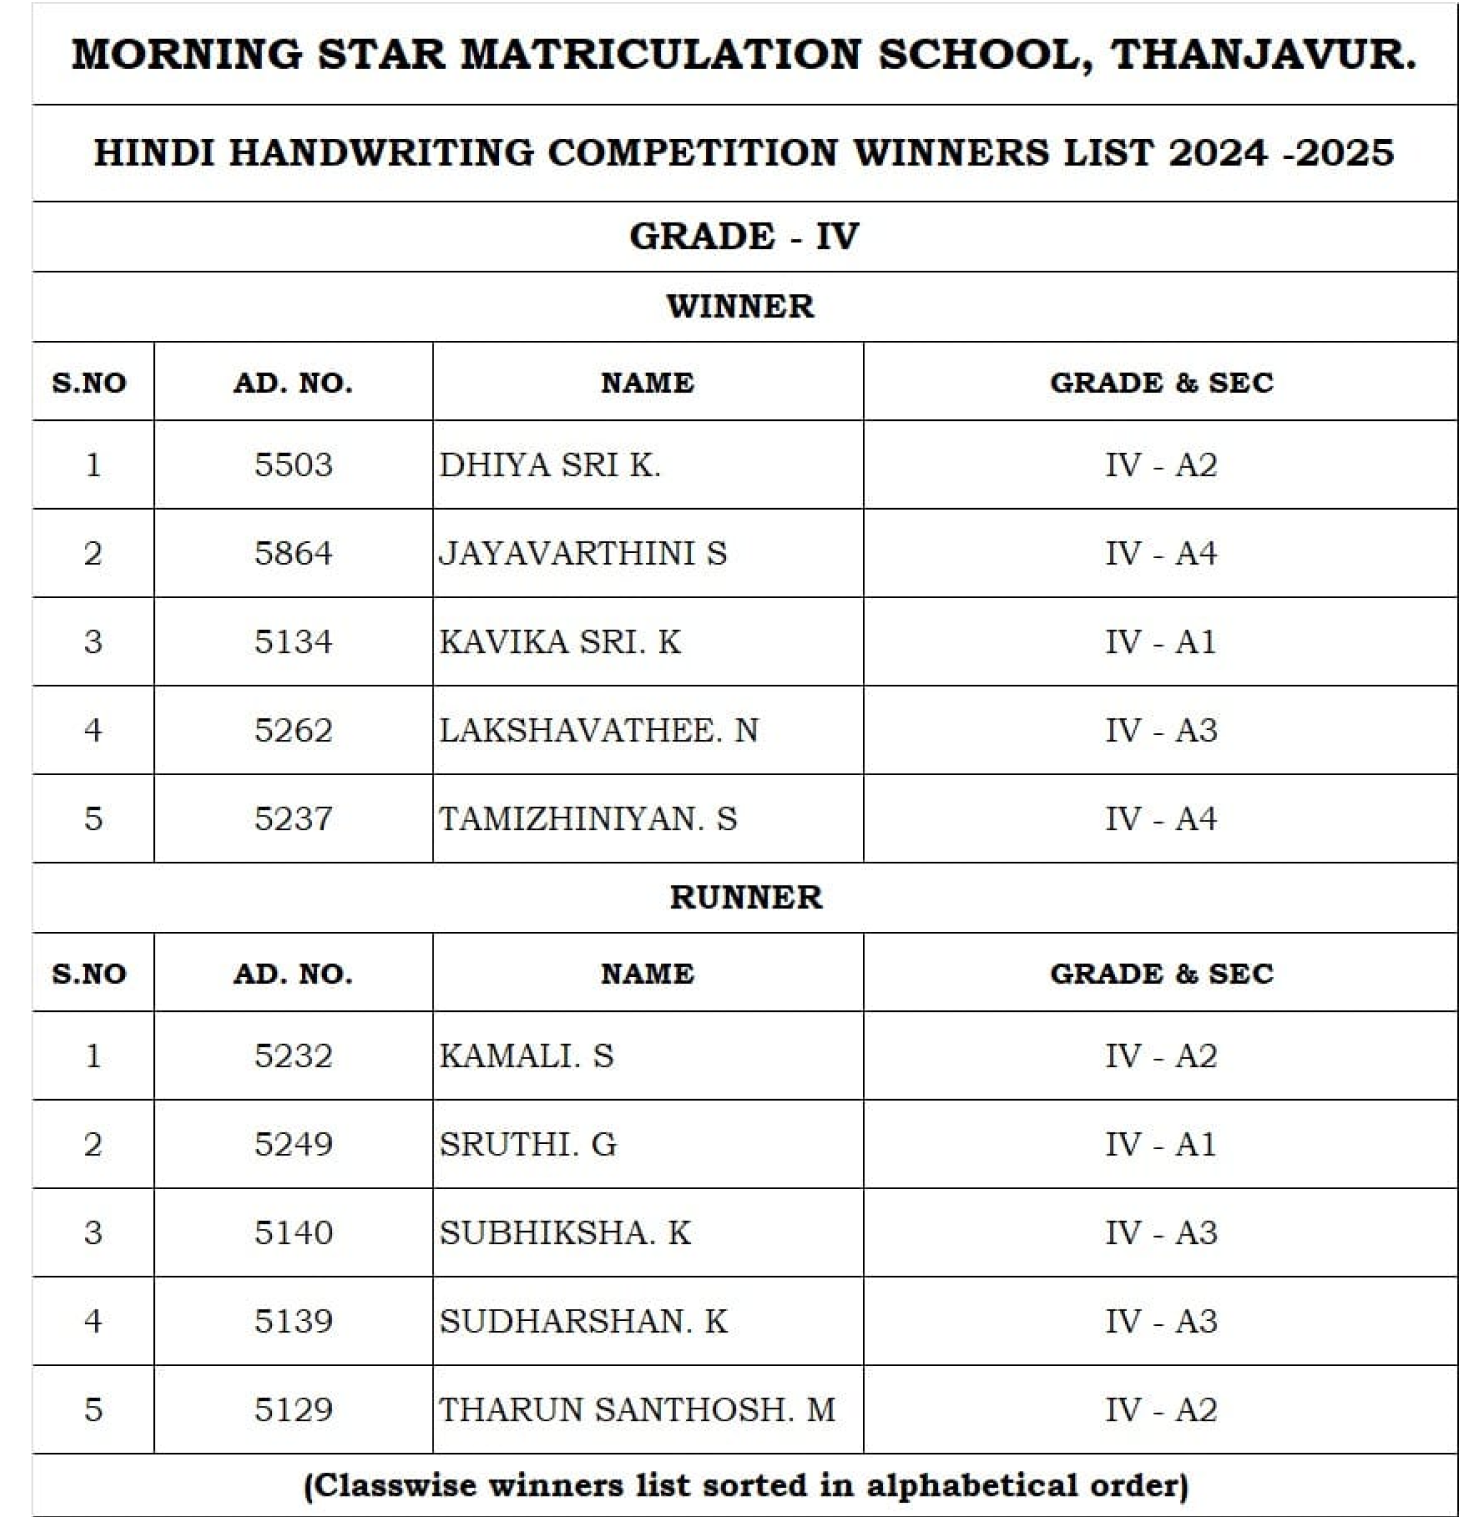 MORNING STAR MATRICULATION SCHOOL, THANJAVUR.
HINDI HANDWRITING COMPETITION WINNERS LIST 2024 -2025
GRADE - IV
WINNER
S.NO AD. NO. NAME GRADE & SEC
1 5503 DHIYA SRI K. IV - A2
2 5864 JAYAVARTHINI S IV - A4
3 5134 KAVIKA SRI. K IV - A1
4 5262 LAKSHAVATHEE. N IV - A3
5 5237 TAMIZHINIYAN. S IV - A4
RUNNER
S.NO AD. NO. NAME GRADE & SEC
1 5232 KAMALI. S IV - A2
2 5249 SRUTHI. G IV - A1
3 5140 SUBHIKSHA. K IV - A3
4 5139 SUDHARSHAN. K IV - A3
5 5129 THARUN SANTHOSH. M IV - A2
(Classwise winners list sorted in alphabetical order)